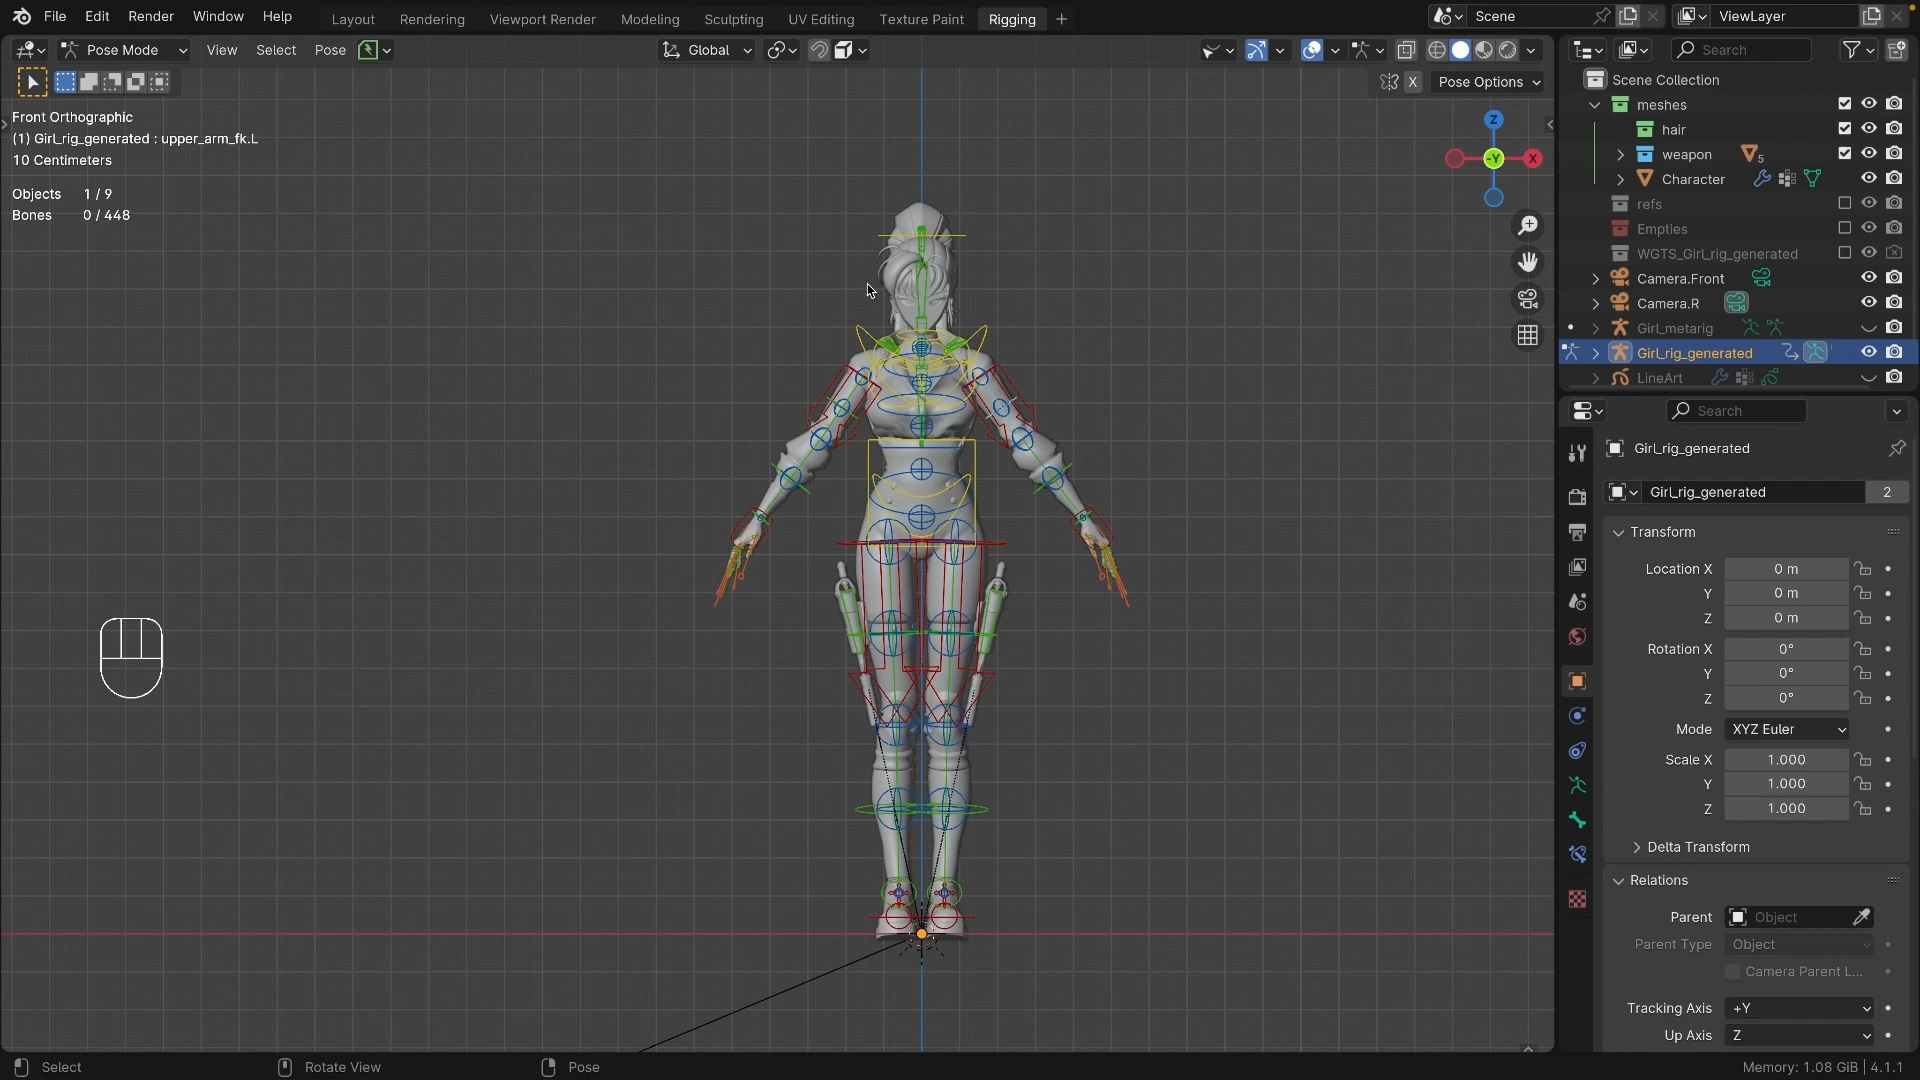 File Edit Render Window Help Layout Rendering Viewport Render Modeling Sculpting UV Editing Texture Paint Rigging + Scene ViewLayer
Pose Mode View Select Pose Global Search
X Pose Options
Front Orthographic
(1) Girl_rig_generated : upper_arm_fk.L
10 Centimeters
Objects 1 / 9
Bones 0 / 448
Z
-Y
X
Scene Collection
meshes
hair
weapon 5
Character
refs
Empties
WGTS_Girl_rig_generated
Camera.Front
Camera.R
Girl_metarig
Girl_rig_generated
LineArt
Search
Girl_rig_generated
Girl_rig_generated 2
Transform
Location X 0 m
Y 0 m
Z 0 m
Rotation X 0°
Y 0°
Z 0°
Mode XYZ Euler
Scale X 1.000
Y 1.000
Z 1.000
Delta Transform
Relations
Parent Object
Parent Type Object
Camera Parent L...
Tracking Axis +Y
Up Axis Z
Select Rotate View Pose Memory: 1.08 GiB | 4.1.1